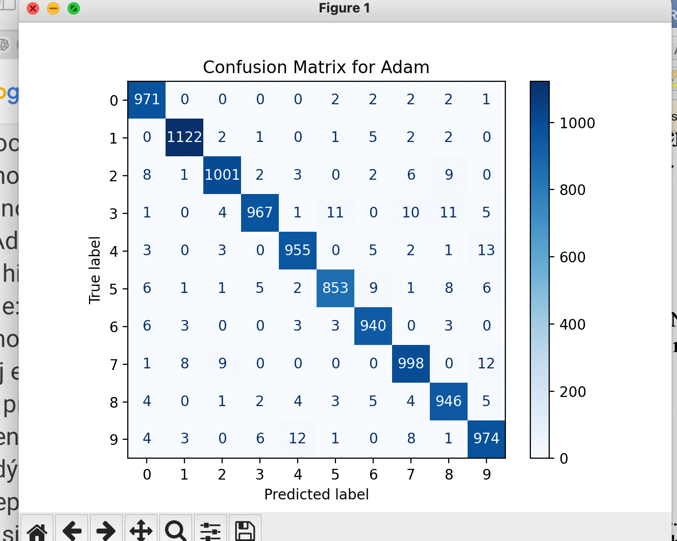 Figure 1
Confusion Matrix for Adam
0 971 0 0 0 0 2 2 2 2 1
1 0 1122 2 1 0 1 5 2 2 0
2 8 1 1001 2 3 0 2 6 9 0
3 1 0 4 967 1 11 0 10 11 5
4 3 0 3 0 955 0 5 2 1 13
5 6 1 1 5 2 853 9 1 8 6
6 6 3 0 0 3 3 940 0 3 0
7 1 8 9 0 0 0 0 998 0 12
8 4 0 1 2 4 3 5 4 946 5
9 4 3 0 6 12 1 0 8 1 974
0 1 2 3 4 5 6 7 8 9
Predicted label
True label
1000
800
600
400
200
0